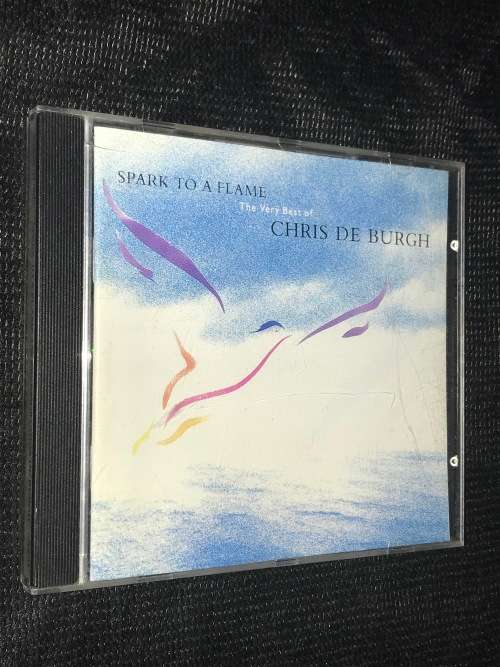 SPARK TO A FLAME
The Very Best of
CHRIS DE BURGH